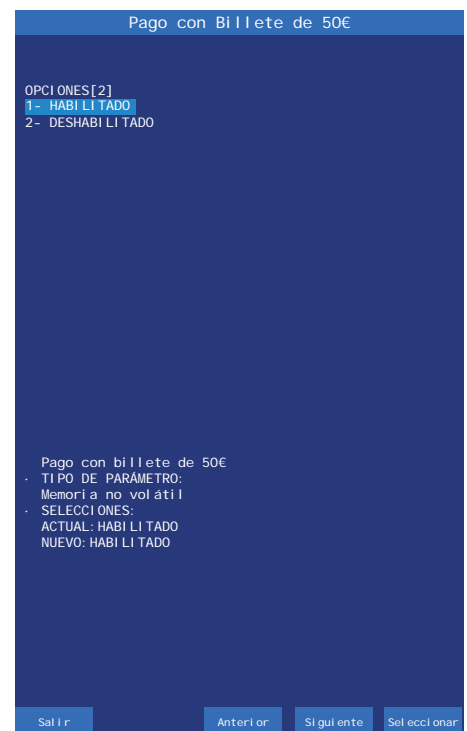 Pago con Billete de 50€
OPCIONES[2]
1- HABILITADO
2- DESHABILITADO
Pago con billete de 50€
· TIPO DE PARÁMETRO:
Memoria no volátil
· SELECCIONES:
ACTUAL: HABILITADO
NUEVO: HABILITADO
Salir Anterior Siguiente Seleccionar